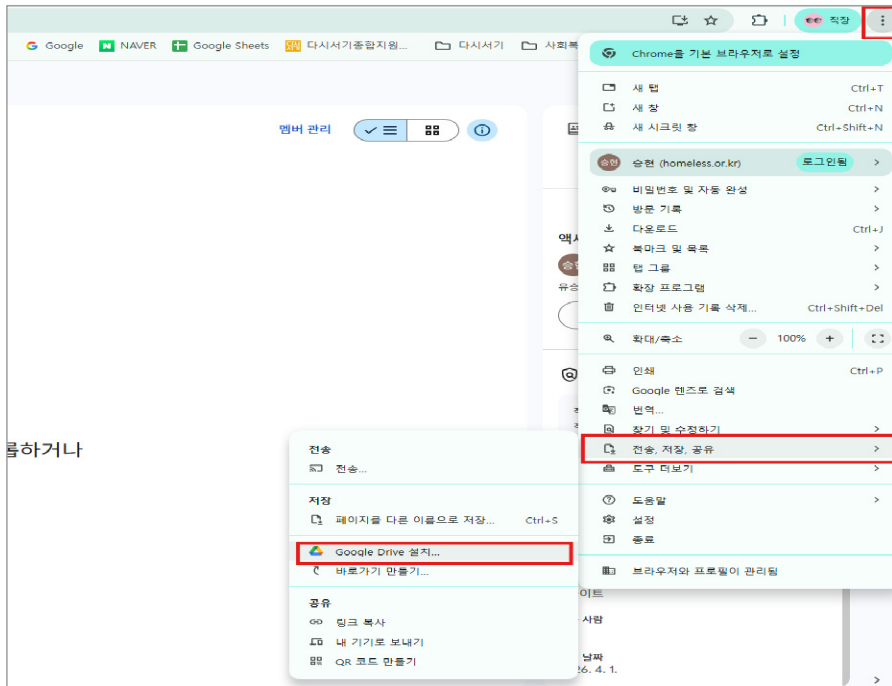 직장
Google NAVER Google Sheets 다시서기종합지원... 다시서기 사회복
Chrome을 기본 브라우저로 설정
새 탭 Ctrl+T
새 창 Ctrl+N
새 시크릿 창 Ctrl+Shift+N
멤버 관리
승현 승현 (homeless.or.kr) 로그인됨
비밀번호 및 자동 완성
방문 기록
다운로드 Ctrl+J
북마크 및 목록
탭 그룹
확장 프로그램
인터넷 사용 기록 삭제... Ctrl+Shift+Del
확대/축소 100%
인쇄 Ctrl+P
Google 렌즈로 검색
번역...
찾기 및 수정하기
전송, 저장, 공유
도구 더보기
도움말
설정
종료
브라우저와 프로필이 관리됨
하거나
전송
전송...
저장
페이지를 다른 이름으로 저장... Ctrl+S
Google Drive 설치...
바로가기 만들기...
공유
링크 복사
내 기기로 보내기
QR 코드 만들기
이트
사람
날짜
26. 4. 1.